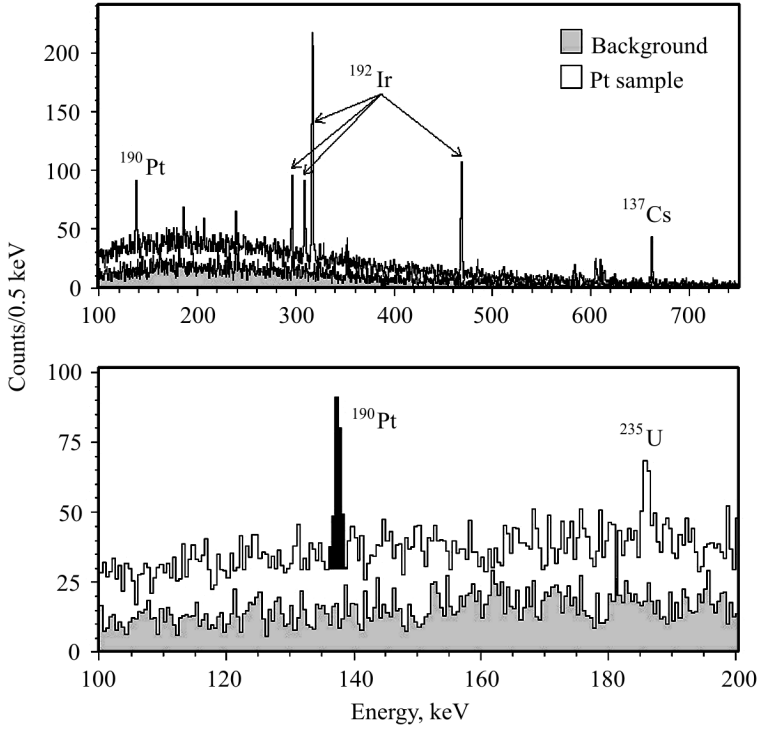 Counts/0.5 keV
200
150
100
50
0
Background
Pt sample
¹⁹²Ir
¹⁹⁰Pt
¹³⁷Cs
100 200 300 400 500 600 700
100
75
50
25
0
¹⁹⁰Pt
²³⁵U
100 120 140 160 180 200
Energy, keV